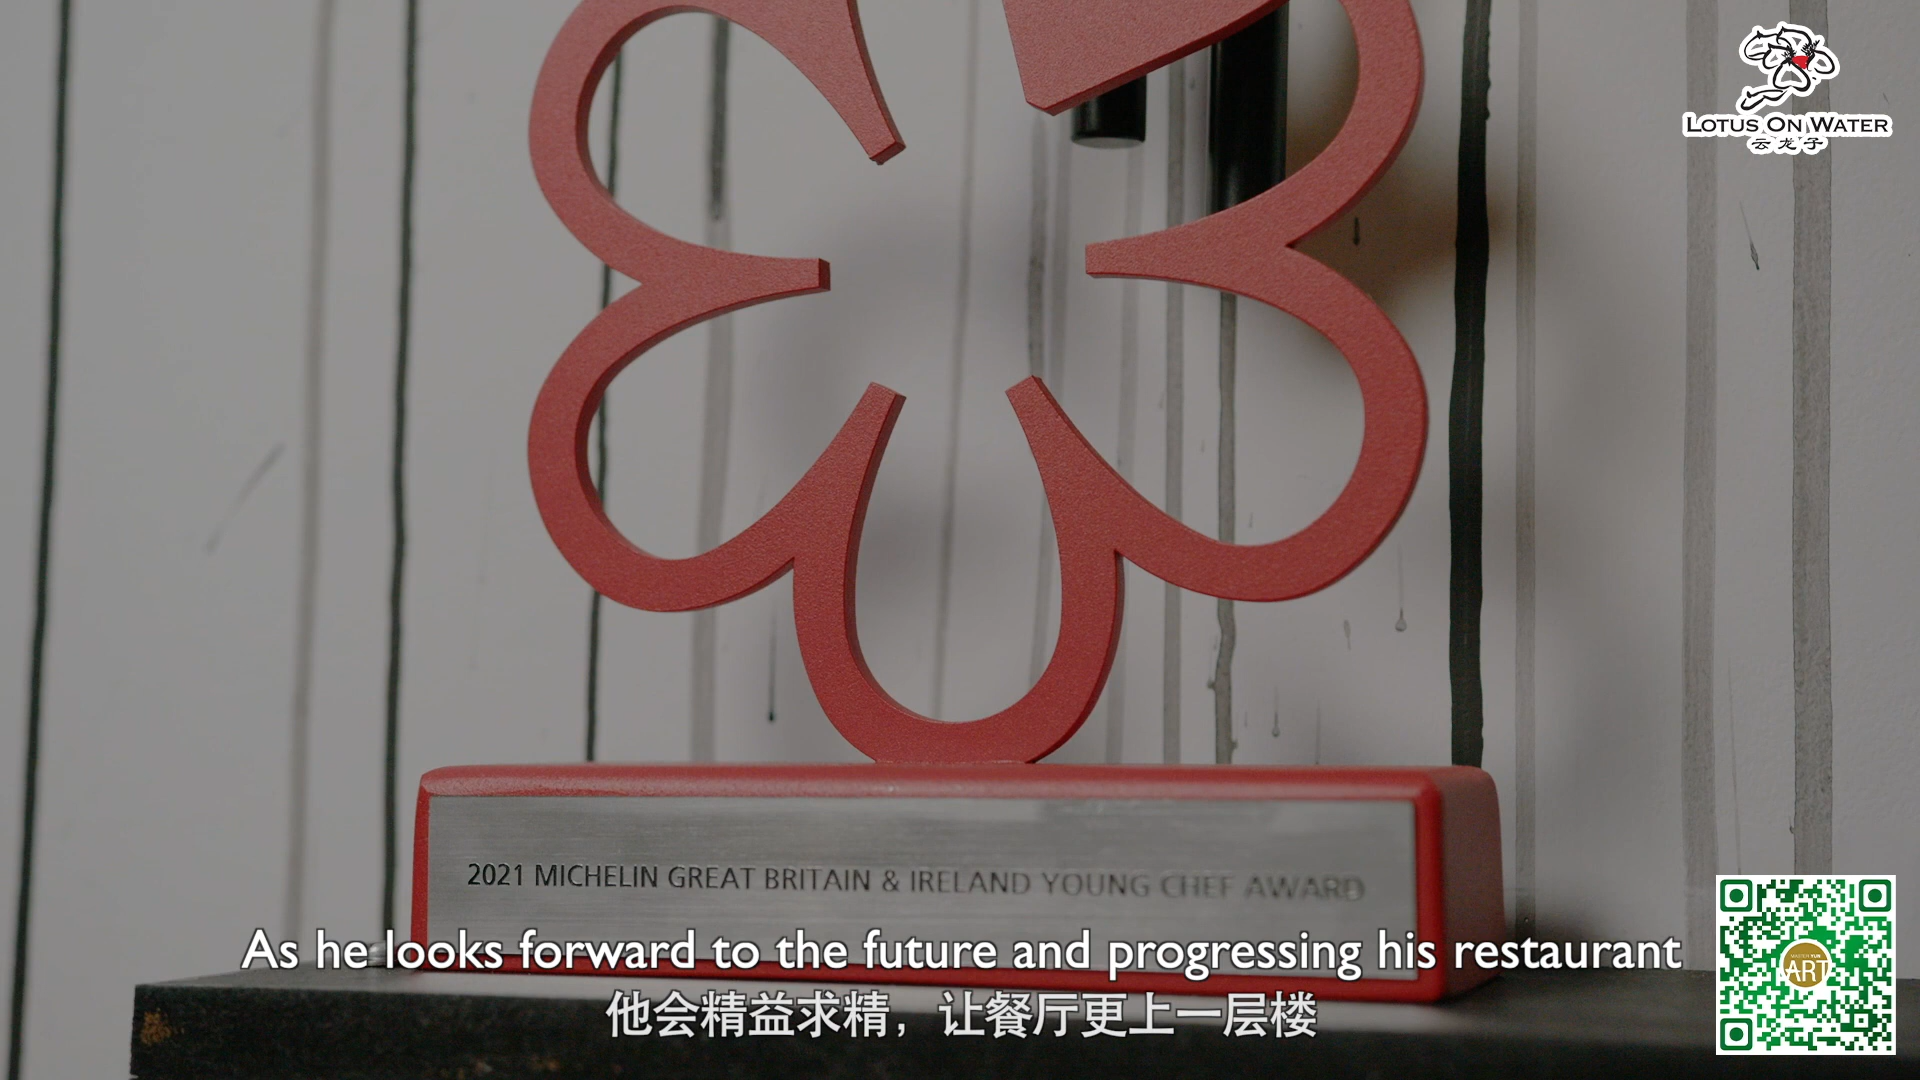 LOTUS ON WATER
云龙子
2021 MICHELIN GREAT BRITAIN & IRELAND YOUNG CHEF AWARD
As he looks forward to the future and progressing his restaurant
他会精益求精，让餐厅更上一层楼
MASTER YUN
ART